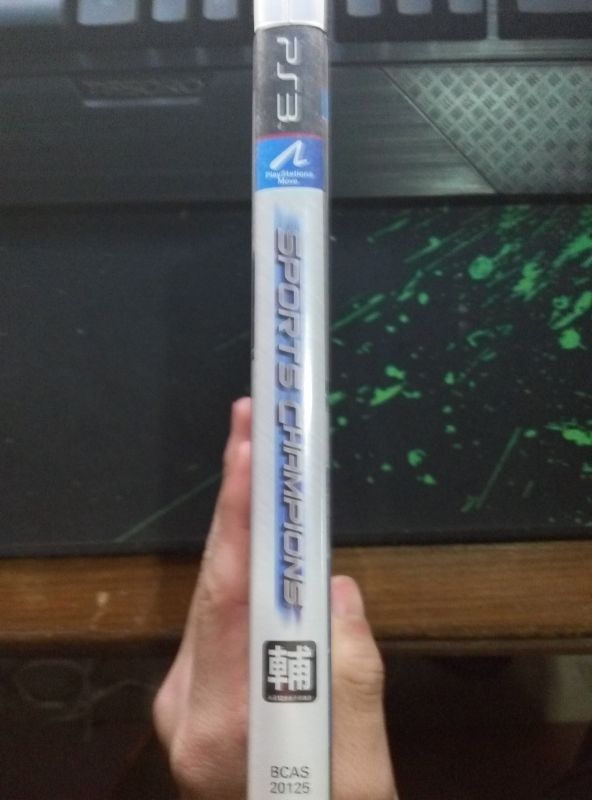 PS3
PlayStation®
Move.
SPORTS CHAMPIONS
輔
BCAS
20125